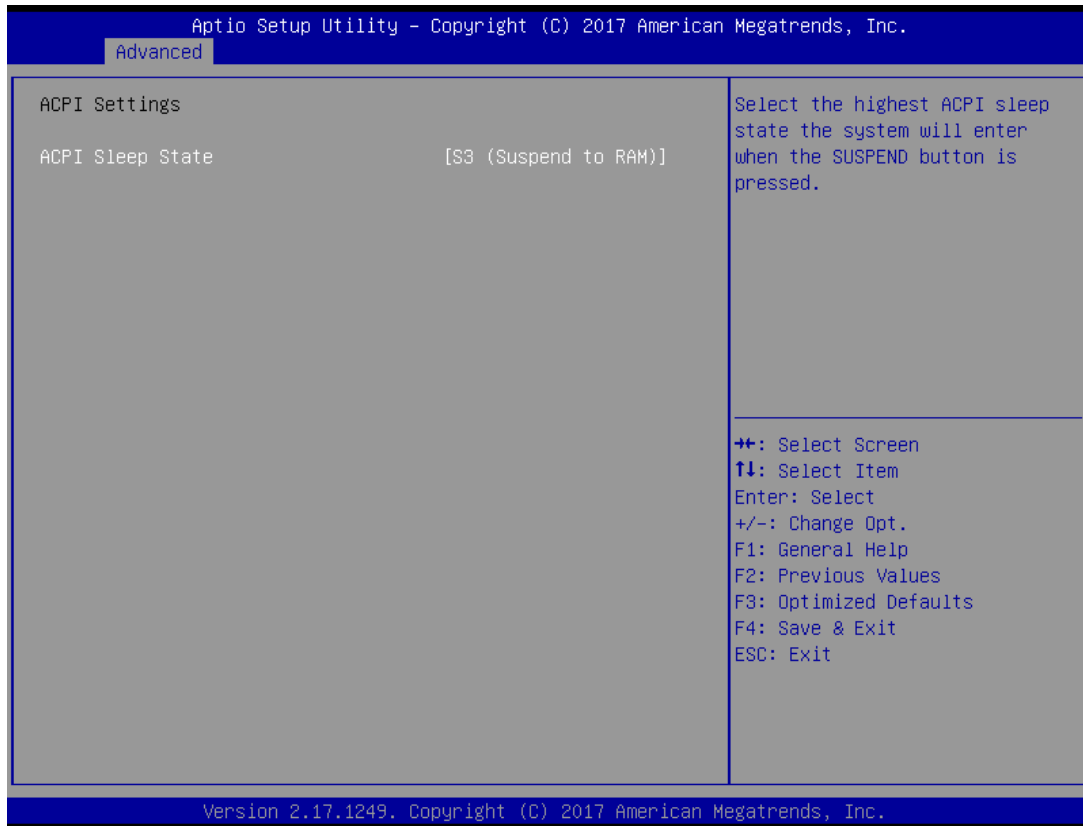 Aptio Setup Utility – Copyright (C) 2017 American Megatrends, Inc.
Advanced
ACPI Settings
ACPI Sleep State [S3 (Suspend to RAM)]
Select the highest ACPI sleep
state the system will enter
when the SUSPEND button is
pressed.
→←: Select Screen
↑↓: Select Item
Enter: Select
+/-: Change Opt.
F1: General Help
F2: Previous Values
F3: Optimized Defaults
F4: Save & Exit
ESC: Exit
Version 2.17.1249. Copyright (C) 2017 American Megatrends, Inc.